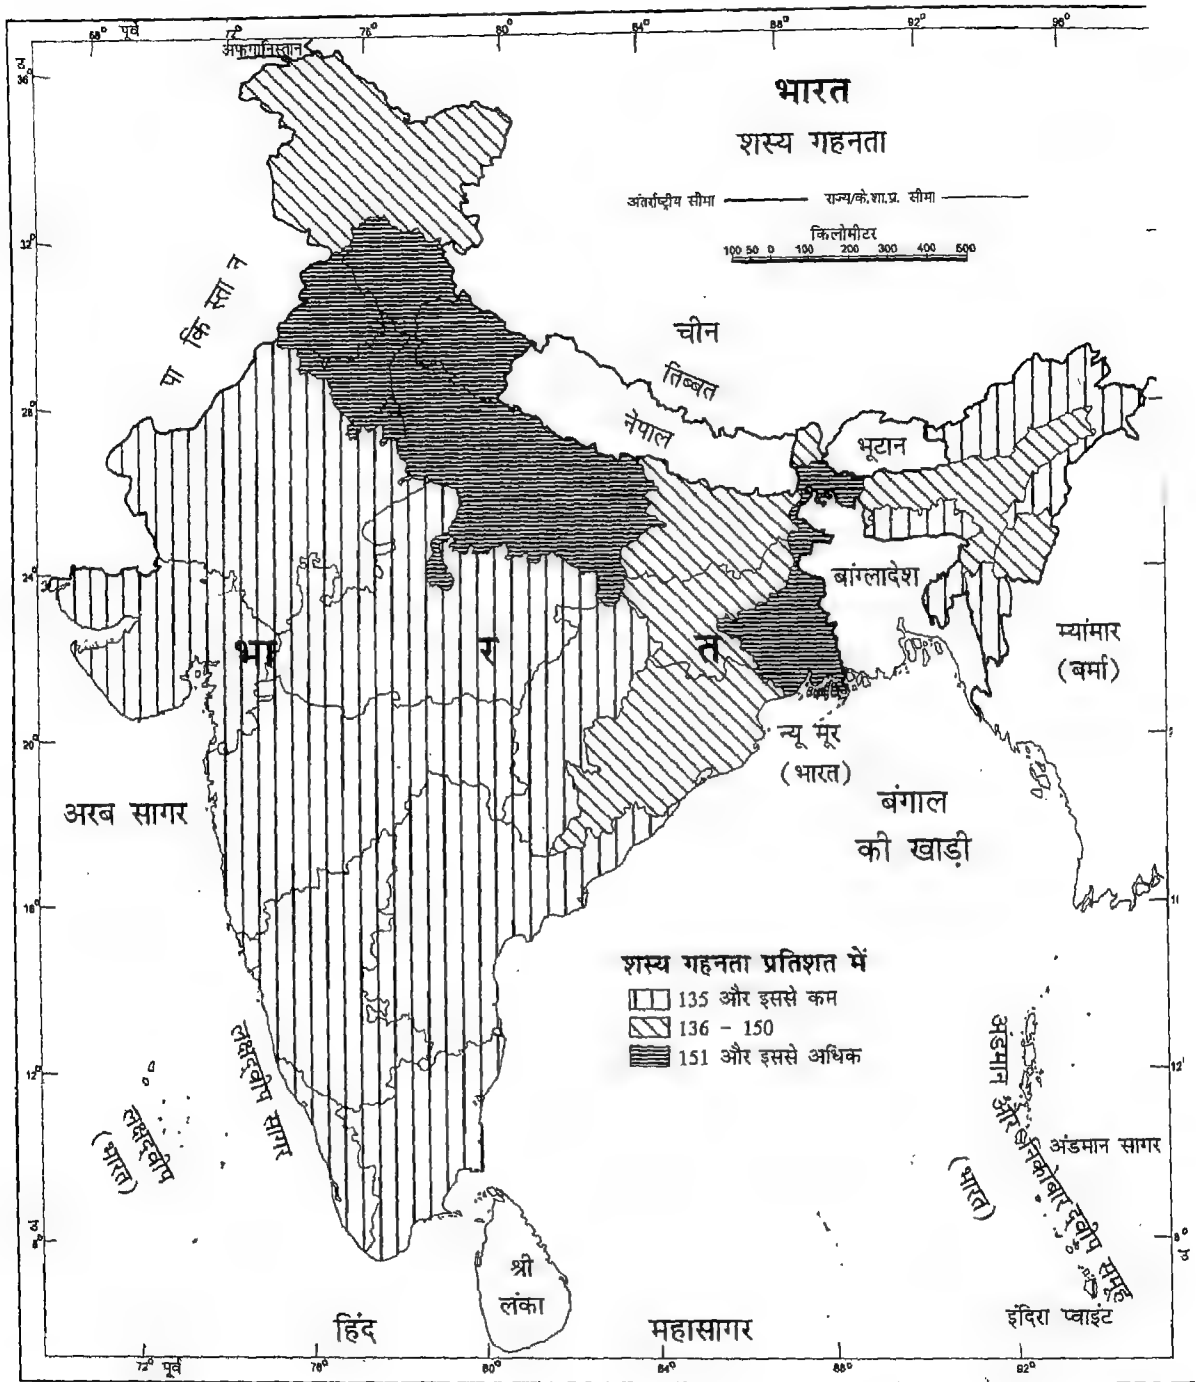 68° पूर्व 72° 76° 80° 84° 88° 92° 96°
अफगानिस्तान
36°
भारत
शस्य गहनता
अंतर्राष्ट्रीय सीमा राज्य/के.शा.प्र. सीमा
किलोमीटर
100 50 0 100 200 300 400 500
32°
पाकिस्तान
चीन
तिब्बत
28°
नेपाल
भूटान
24°
बांग्लादेश
भा र त
म्यांमार
(बर्मा)
20°
न्यू मूर
(भारत)
अरब सागर
बंगाल
की खाड़ी
16°
शस्य गहनता प्रतिशत में
135 और इससे कम
136 - 150
151 और इससे अधिक
12° 12°
लक्षद्वीप सागर
लक्षद्वीप
(भारत)
अंडमान और निकोबार द्वीप समूह
(भारत)
अंडमान सागर
8° 8°
श्री
लंका
इंदिरा प्वाइंट
हिंद महासागर
72° पूर्व 76° 80° 84° 88° 92°